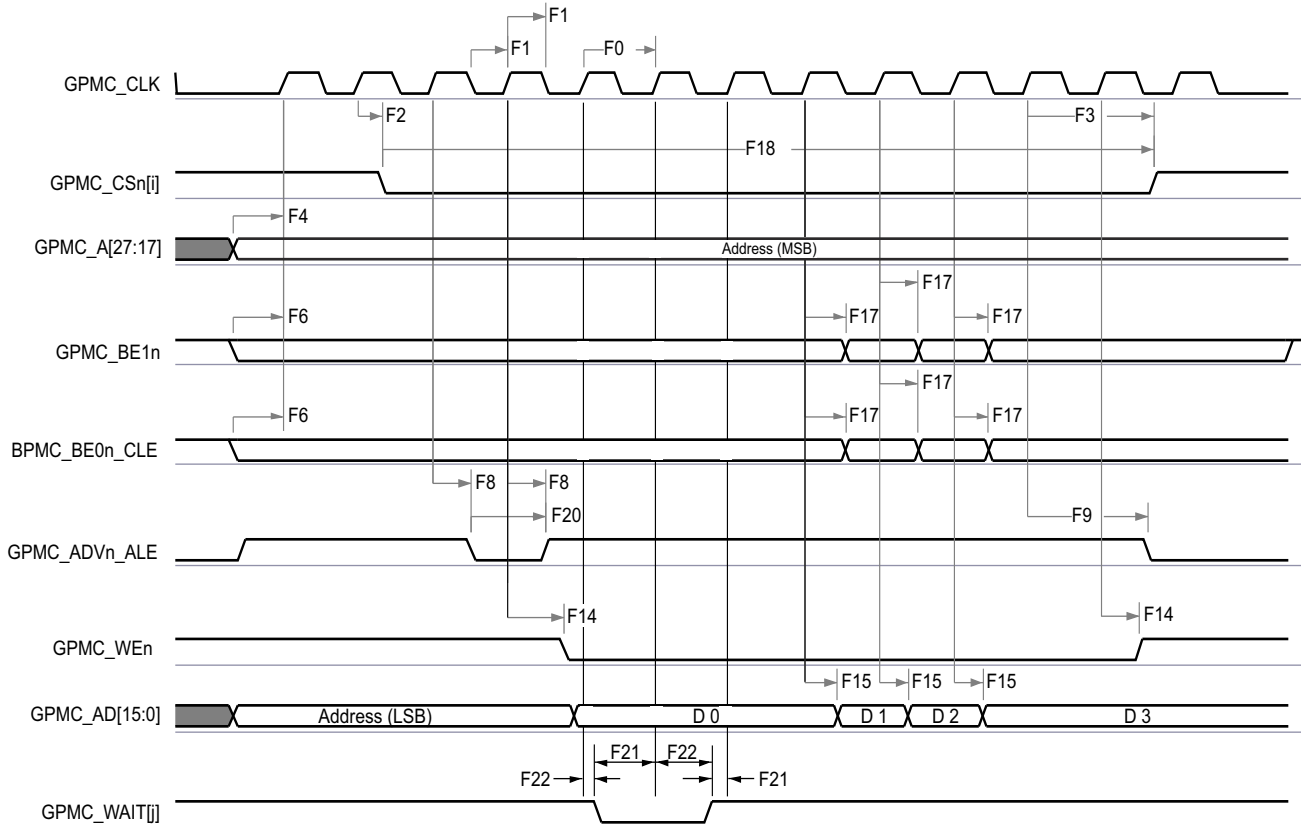 F1
F1 F0
GPMC_CLK
F2 F3
F18
GPMC_CSn[i]
F4
GPMC_A[27:17] Address (MSB)
F17
F6 F17 F17
GPMC_BE1n
F17
F6 F17 F17
BPMC_BE0n_CLE
F8 F8
F20 F9
GPMC_ADVn_ALE
F14 F14
GPMC_WEn
F15 F15 F15
GPMC_AD[15:0] Address (LSB) D 0 D 1 D 2 D 3
F21 F22
F22 F21
GPMC_WAIT[j]